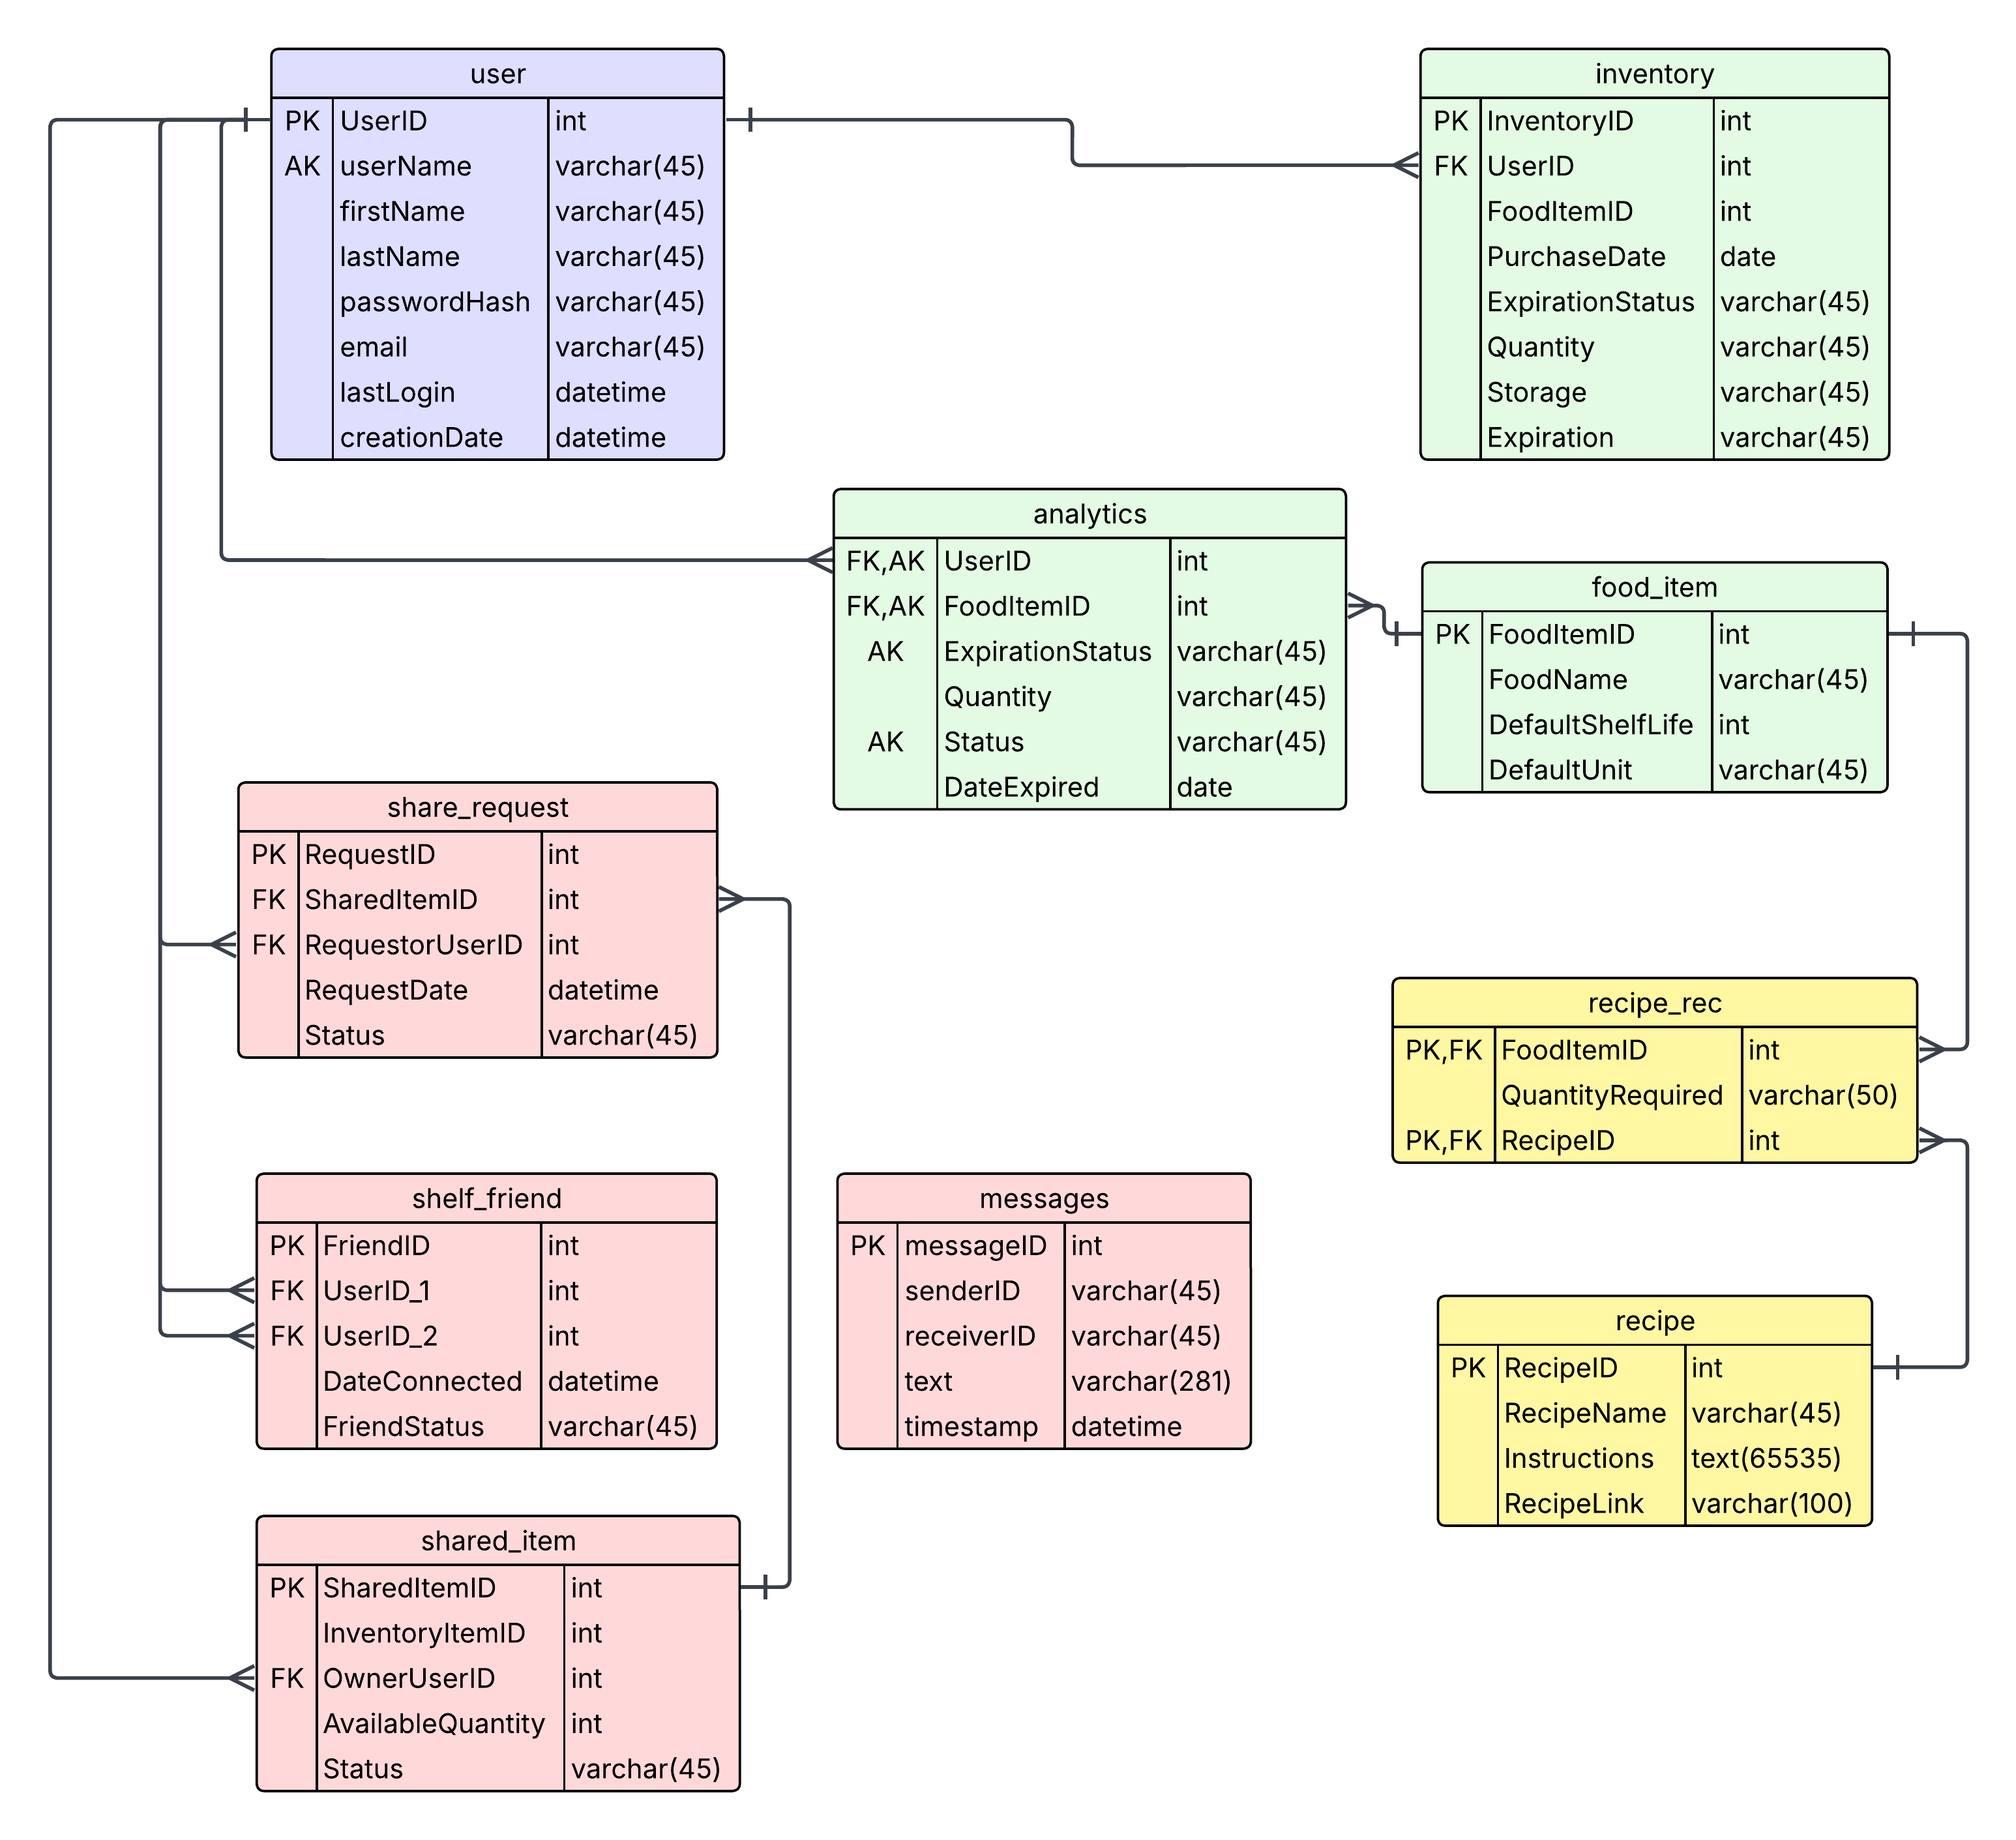 user
PK UserID int
AK userName varchar(45)
firstName varchar(45)
lastName varchar(45)
passwordHash varchar(45)
email varchar(45)
lastLogin datetime
creationDate datetime
inventory
PK InventoryID int
FK UserID int
FoodItemID int
PurchaseDate date
ExpirationStatus varchar(45)
Quantity varchar(45)
Storage varchar(45)
Expiration varchar(45)
analytics
FK,AK UserID int
FK,AK FoodItemID int
AK ExpirationStatus varchar(45)
Quantity varchar(45)
AK Status varchar(45)
DateExpired date
food_item
PK FoodItemID int
FoodName varchar(45)
DefaultShelfLife int
DefaultUnit varchar(45)
share_request
PK RequestID int
FK SharedItemID int
FK RequestorUserID int
RequestDate datetime
Status varchar(45)
recipe_rec
PK,FK FoodItemID int
QuantityRequired varchar(50)
PK,FK RecipeID int
shelf_friend
PK FriendID int
FK UserID_1 int
FK UserID_2 int
DateConnected datetime
FriendStatus varchar(45)
messages
PK messageID int
senderID varchar(45)
receiverID varchar(45)
text varchar(281)
timestamp datetime
recipe
PK RecipeID int
RecipeName varchar(45)
Instructions text(65535)
RecipeLink varchar(100)
shared_item
PK SharedItemID int
InventoryItemID int
FK OwnerUserID int
AvailableQuantity int
Status varchar(45)